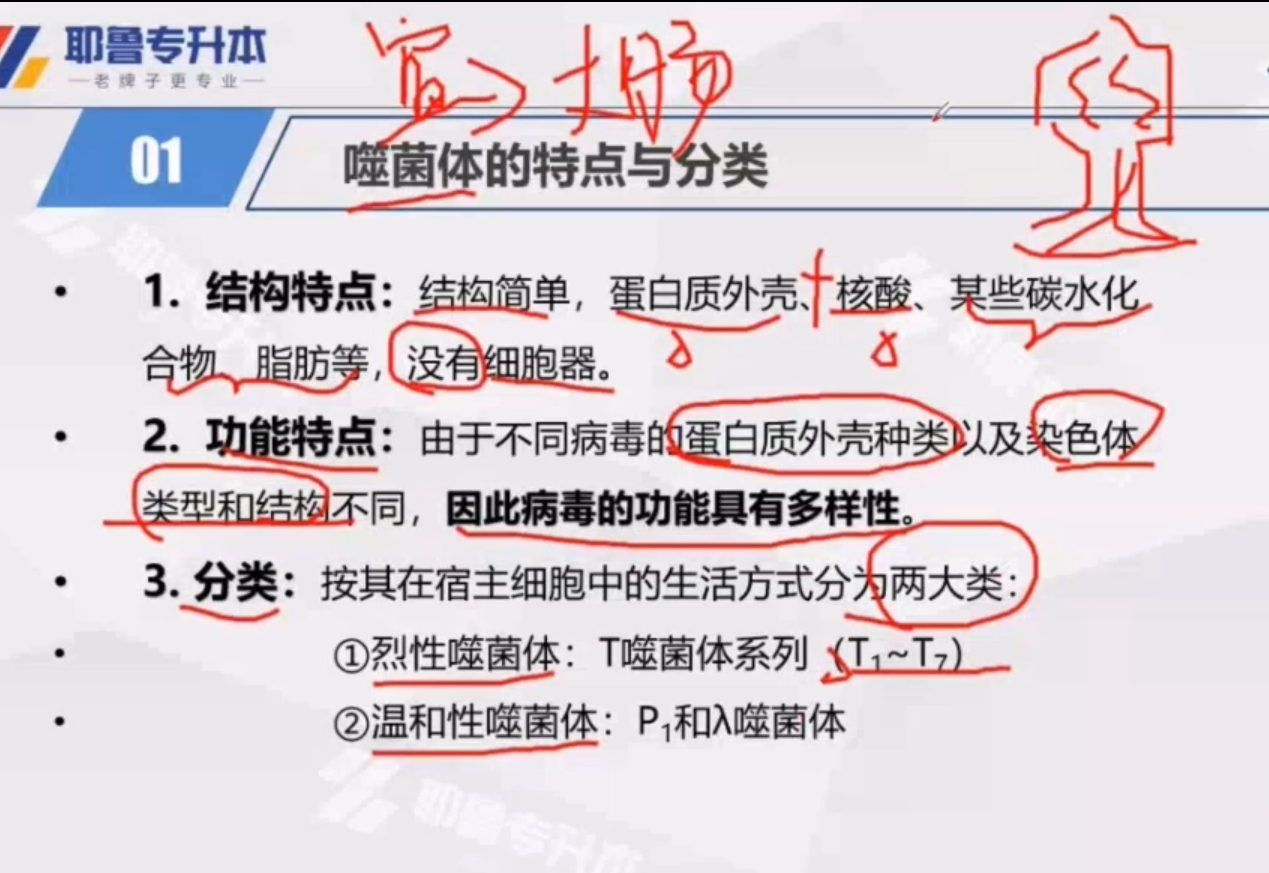 耶鲁专升本
老牌子更专业
宜→大肠
01
噬菌体的特点与分类
• 1. 结构特点：结构简单，蛋白质外壳、核酸、某些碳水化
合物、脂肪等，没有细胞器。
• 2. 功能特点：由于不同病毒的蛋白质外壳种类以及染色体
类型和结构不同，因此病毒的功能具有多样性。
• 3. 分类：按其在宿主细胞中的生活方式分为两大类：
• ①烈性噬菌体：T噬菌体系列（T₁~T₇）
• ②温和性噬菌体：P₁和λ噬菌体
耶鲁专升本